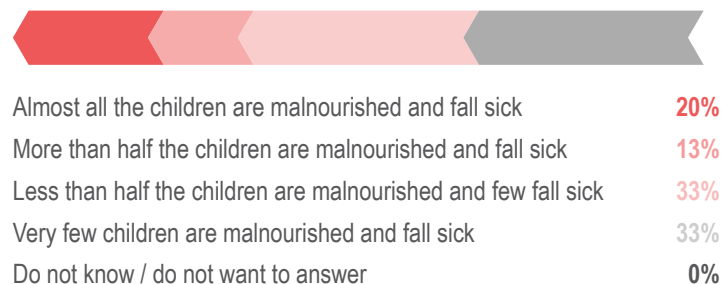 Almost all the children are malnourished and fall sick 20%
More than half the children are malnourished and fall sick 13%
Less than half the children are malnourished and few fall sick 33%
Very few children are malnourished and fall sick 33%
Do not know / do not want to answer 0%